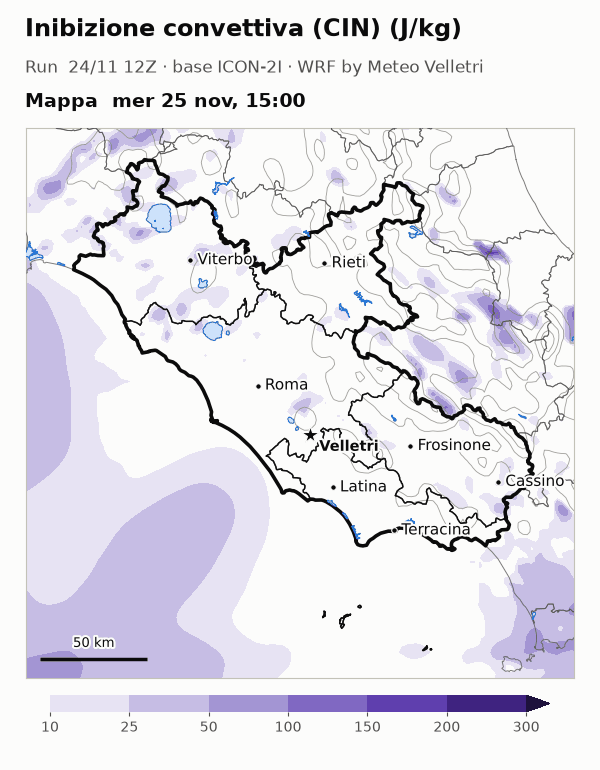 Inibizione convettiva (CIN) (J/kg)
Run  24/11 12Z · base ICON-2I · WRF by Meteo Velletri
Mappa  mer 25 nov, 15:00
Viterbo
Rieti
Roma
Velletri
Frosinone
Cassino
Latina
Terracina
50 km
10 25 50 100 150 200 300